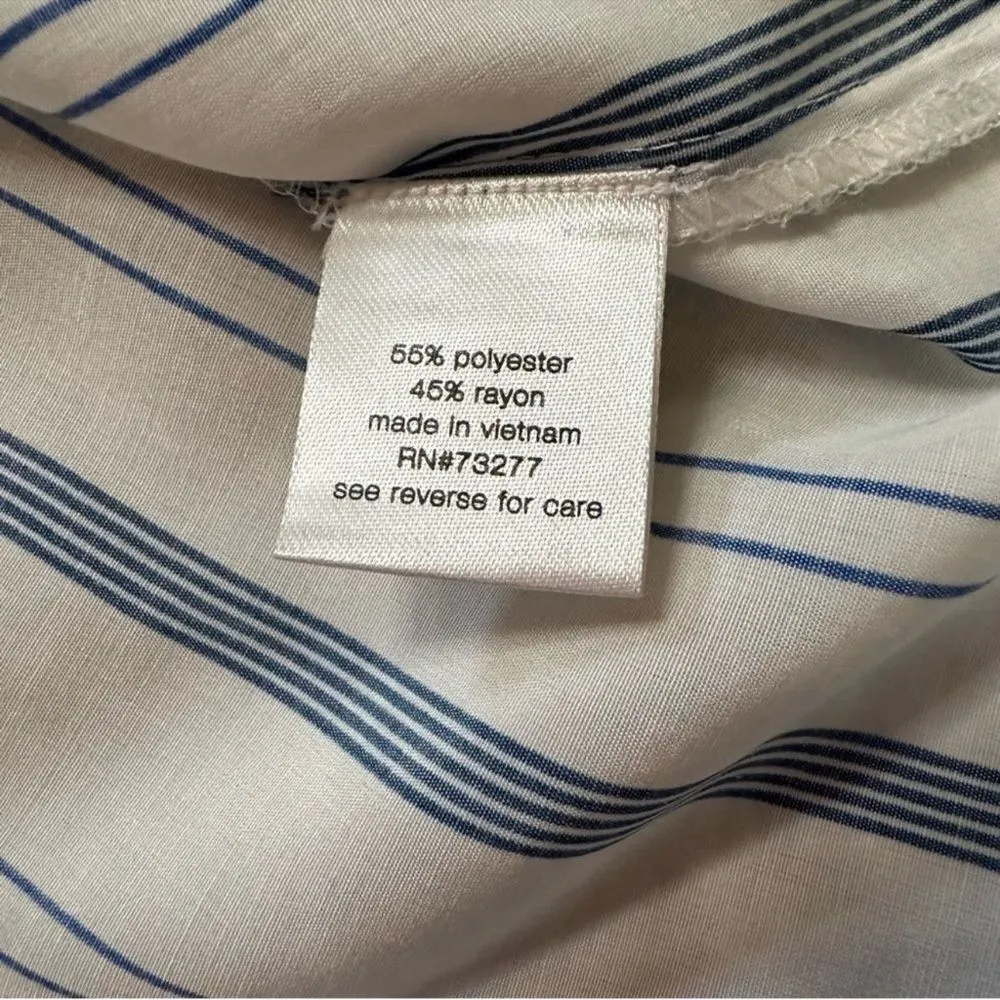 55% polyester
45% rayon
made in vietnam
RN#73277
see reverse for care